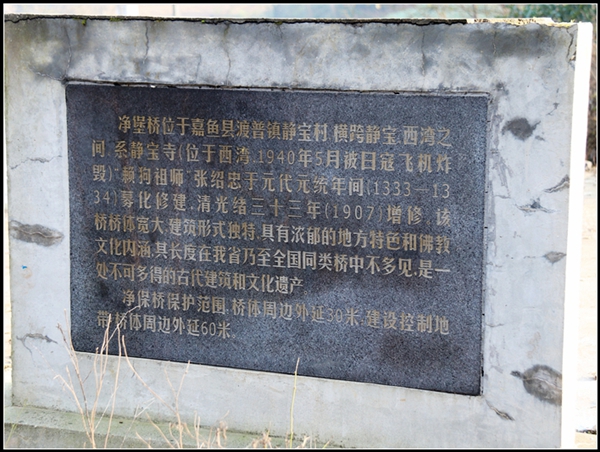 净堡桥位于嘉鱼县渡普镇静宝村,横跨静宝、西湾之
间,系静宝寺(位于西湾,1940年5月被日寇飞机炸
毁)“赖狗祖师”张绍忠于元代元统年间(1333—13
34)募化修建,清光绪三十三年(1907)增修,该
桥桥体宽大,建筑形式独特,具有浓郁的地方特色和佛教
文化内涵,其长度在我省乃至全国同类桥中不多见,是一
处不可多得的古代建筑和文化遗产
净保桥保护范围:桥体周边外延30米,建设控制地
带,桥体周边外延60米